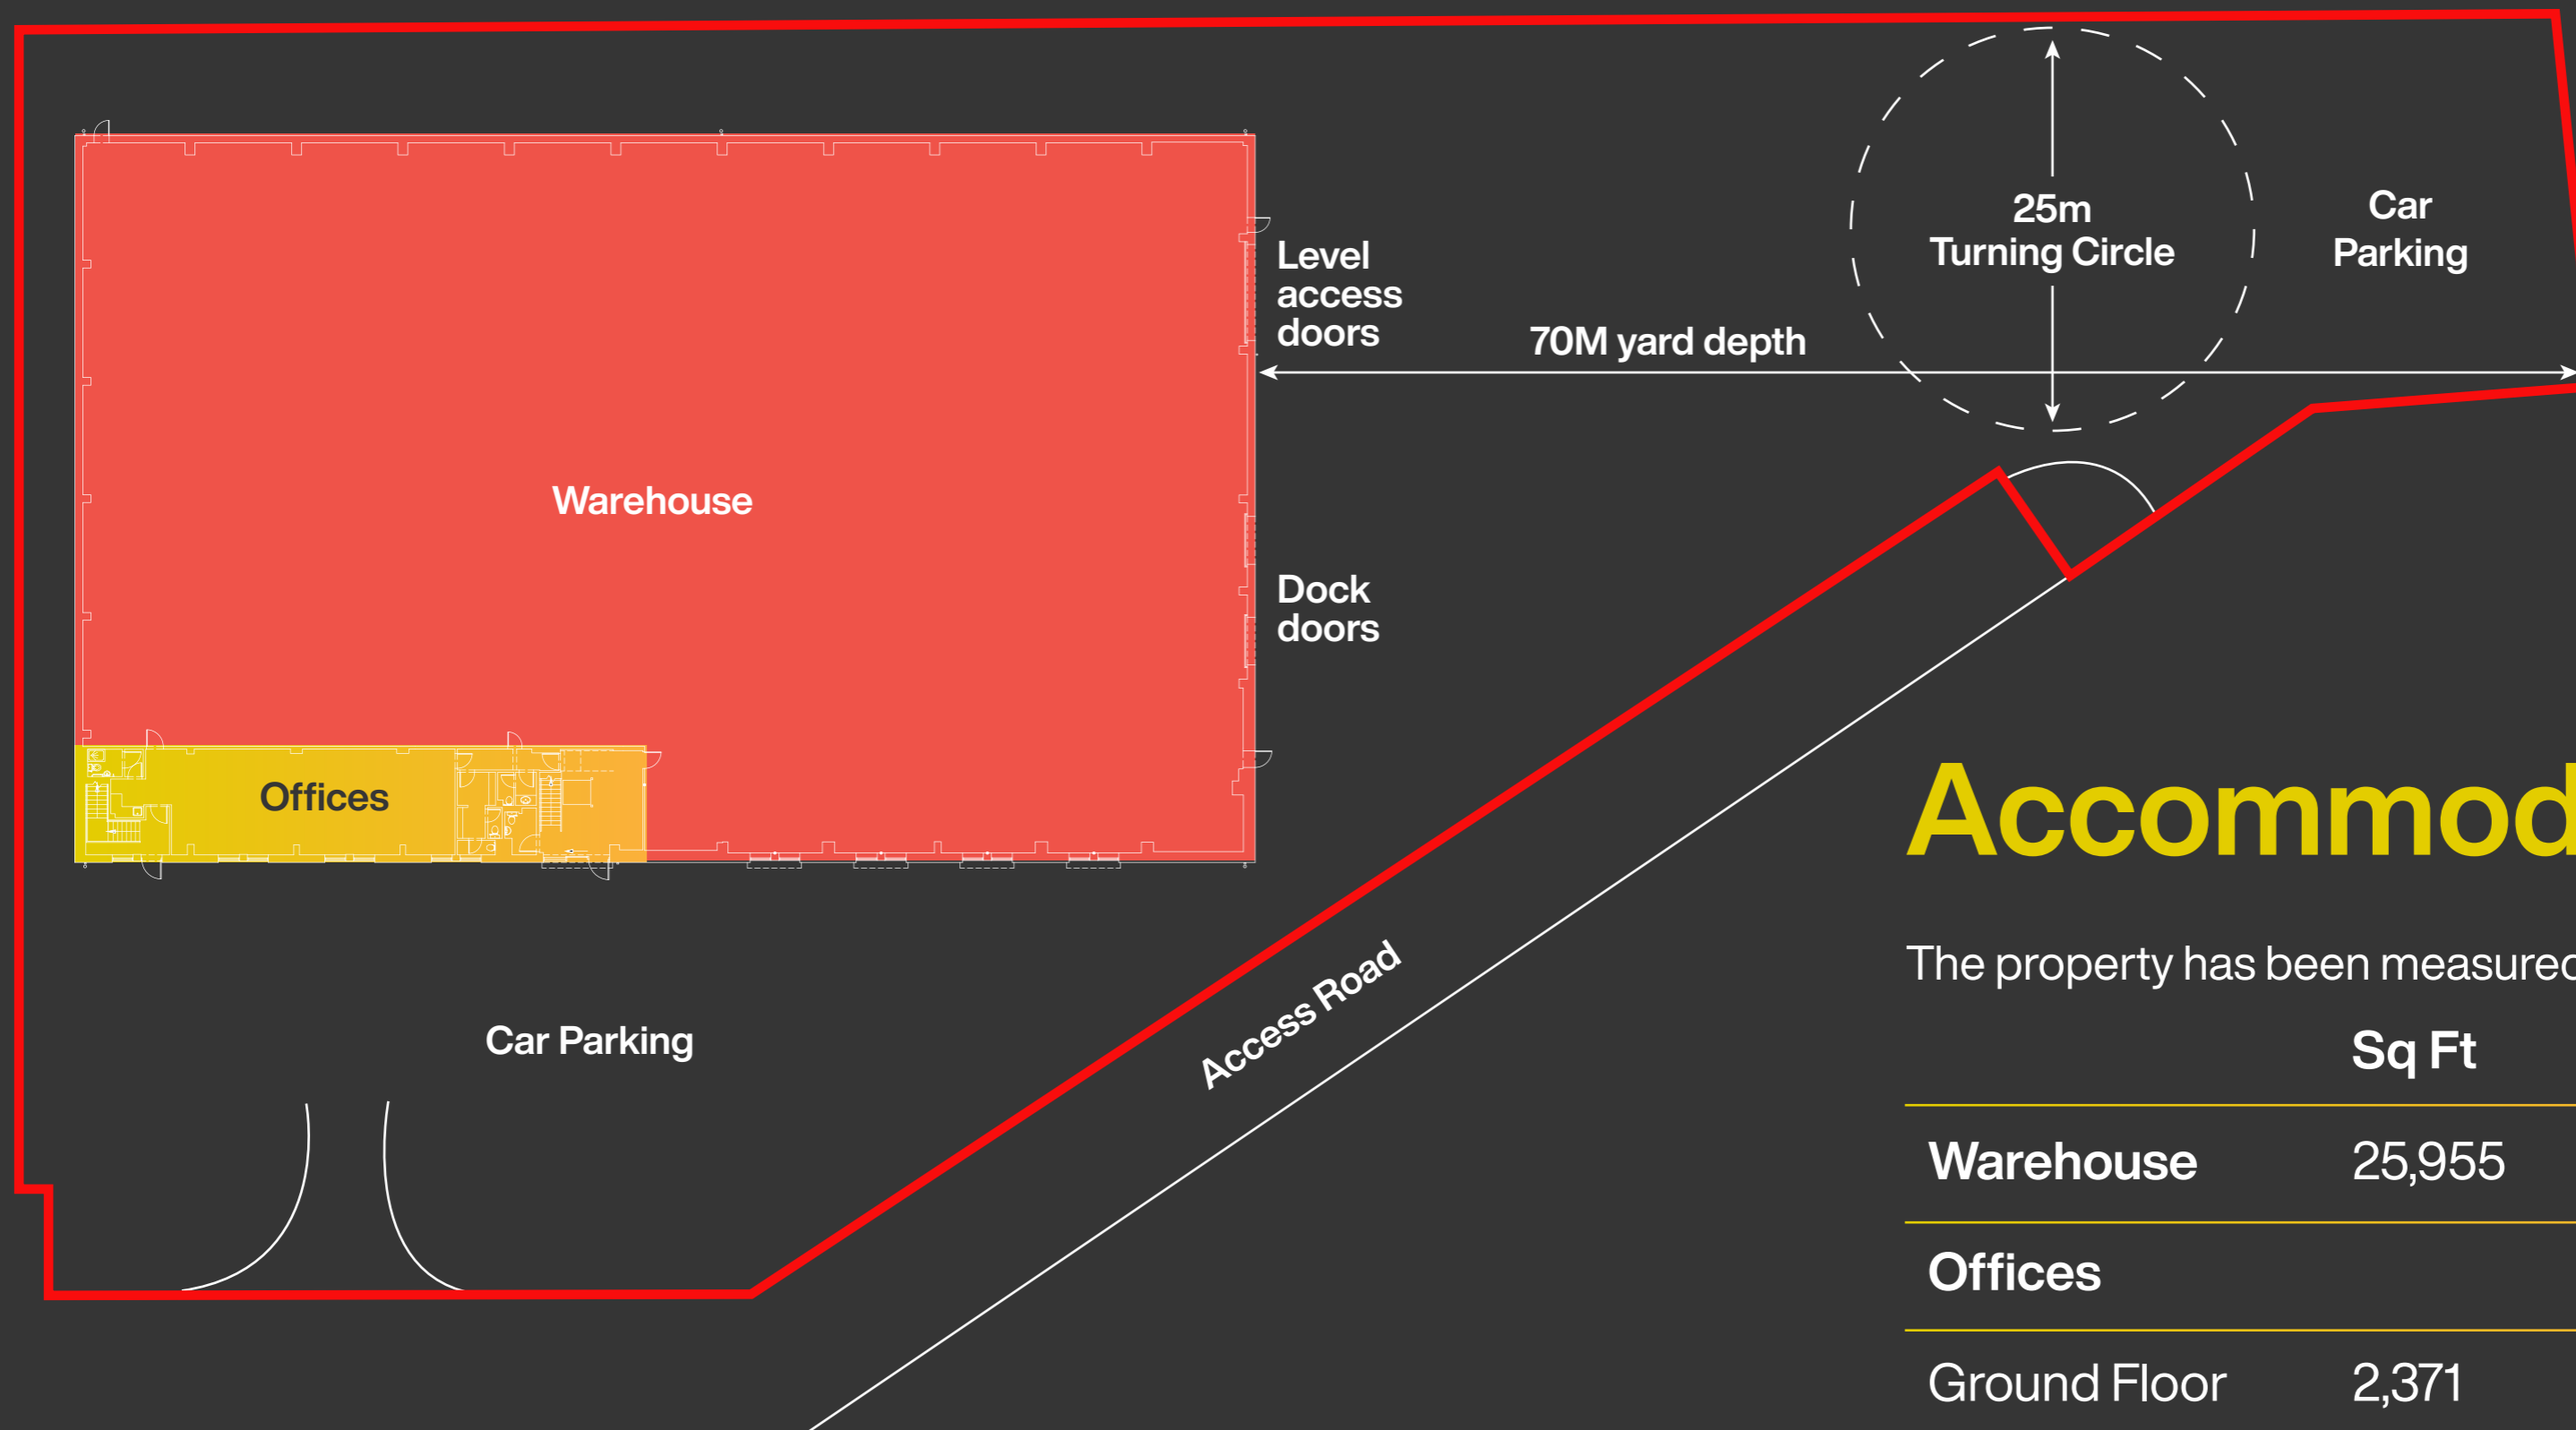 25m
Turning Circle
Car
Parking
Level
access
doors
70M yard depth
Warehouse
Dock
doors
Offices
Access Road
Car Parking
Accommod
The property has been measured
Sq Ft
Warehouse 25,955
Offices
Ground Floor 2,371